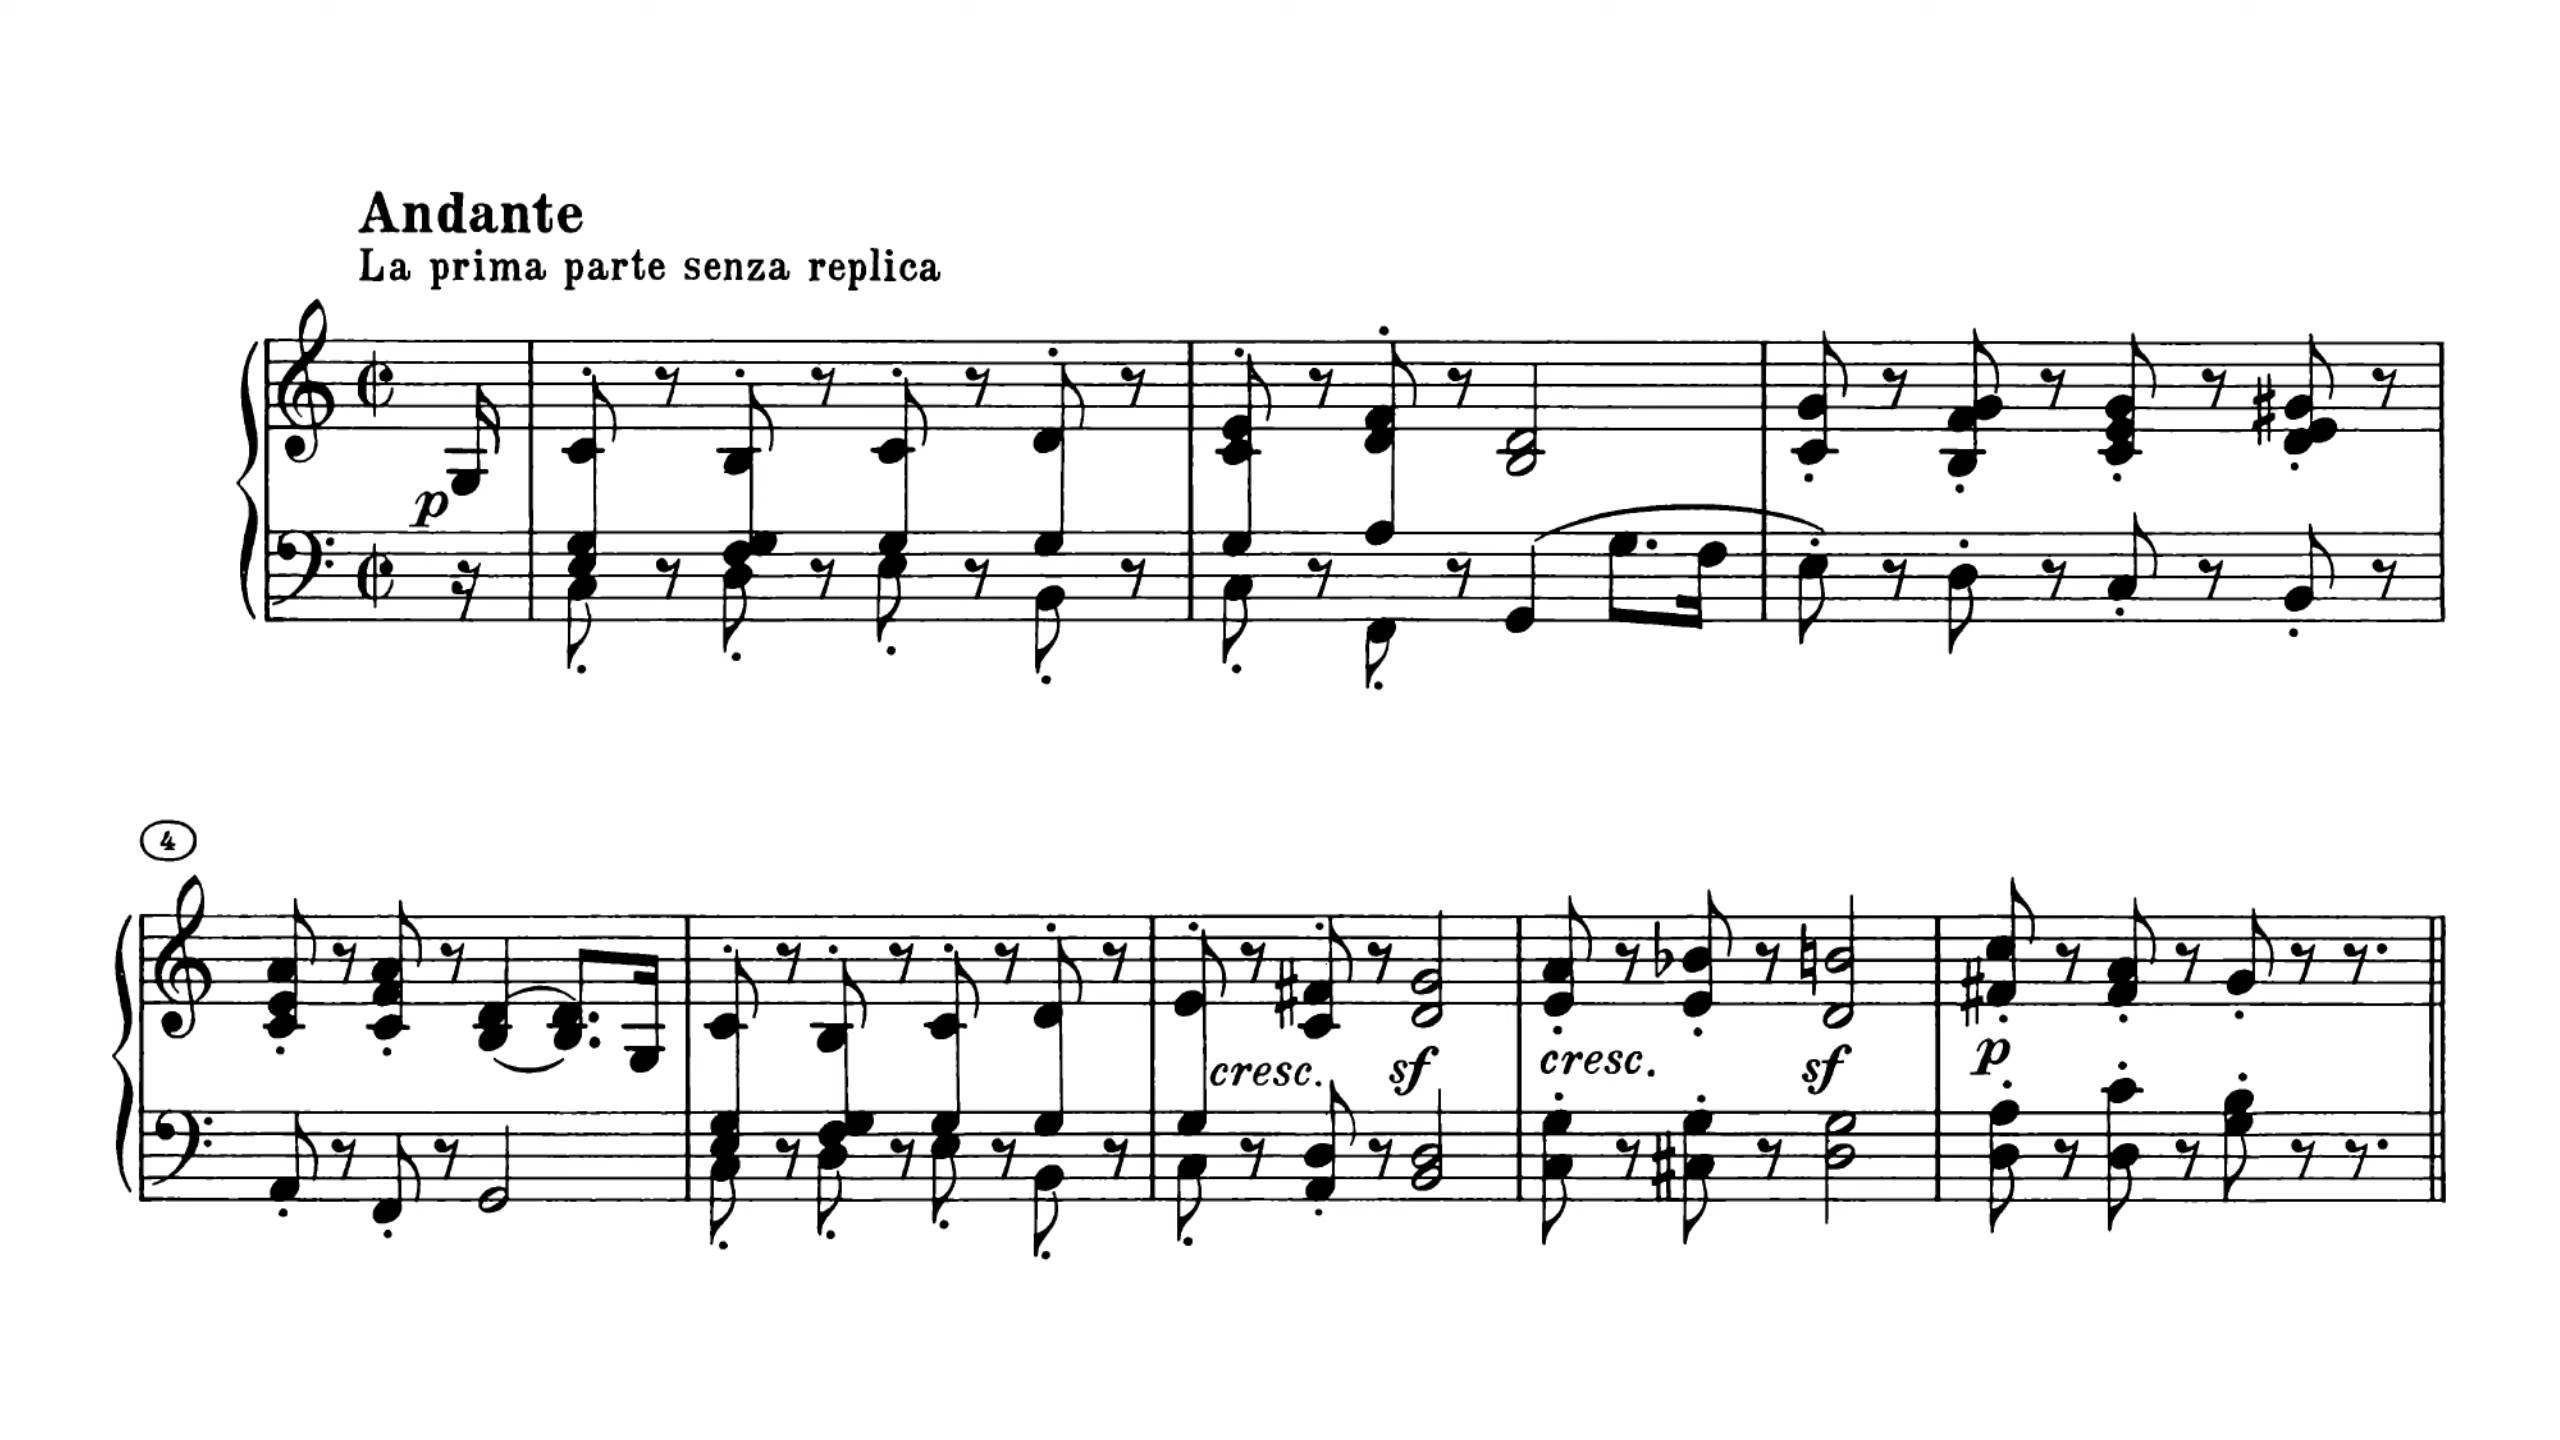 Andante
La prima parte senza replica
p
4
cresc. sf cresc. sf p